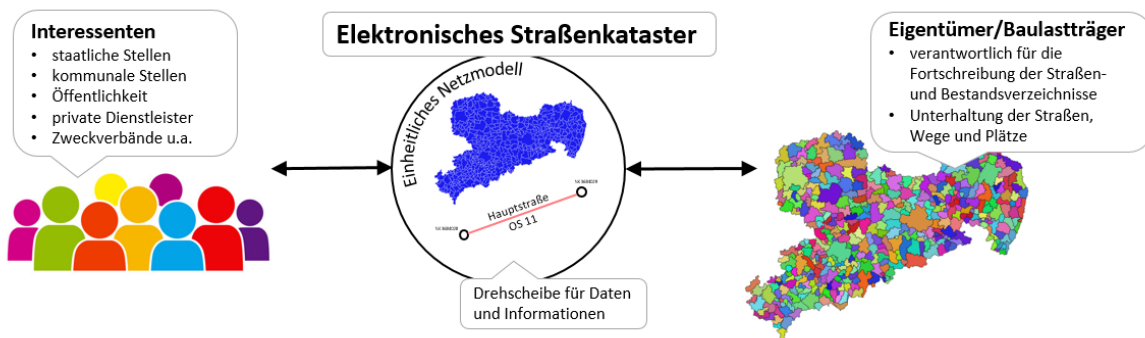 Interessenten
• staatliche Stellen
• kommunale Stellen
• Öffentlichkeit
• private Dienstleister
• Zweckverbände u.a.
Elektronisches Straßenkataster
Einheitliches Netzmodell
Hauptstraße
OS 11
Drehscheibe für Daten
und Informationen
Eigentümer/Baulastträger
• verantwortlich für die
Fortschreibung der Straßen-
und Bestandsverzeichnisse
• Unterhaltung der Straßen,
Wege und Plätze